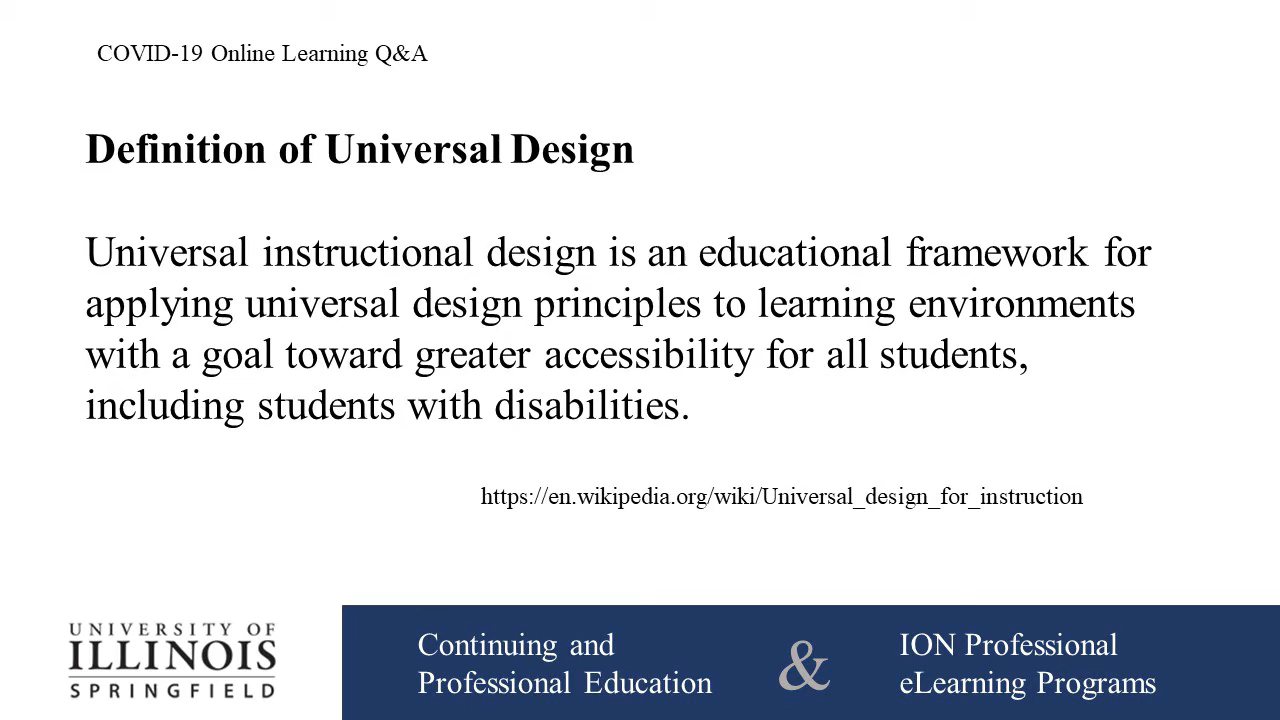 COVID-19 Online Learning Q&A
Definition of Universal Design
Universal instructional design is an educational framework for
applying universal design principles to learning environments
with a goal toward greater accessibility for all students,
including students with disabilities.
https://en.wikipedia.org/wiki/Universal_design_for_instruction
UNIVERSITY OF
ILLINOIS
SPRINGFIELD
Continuing and
Professional Education
&
ION Professional
eLearning Programs